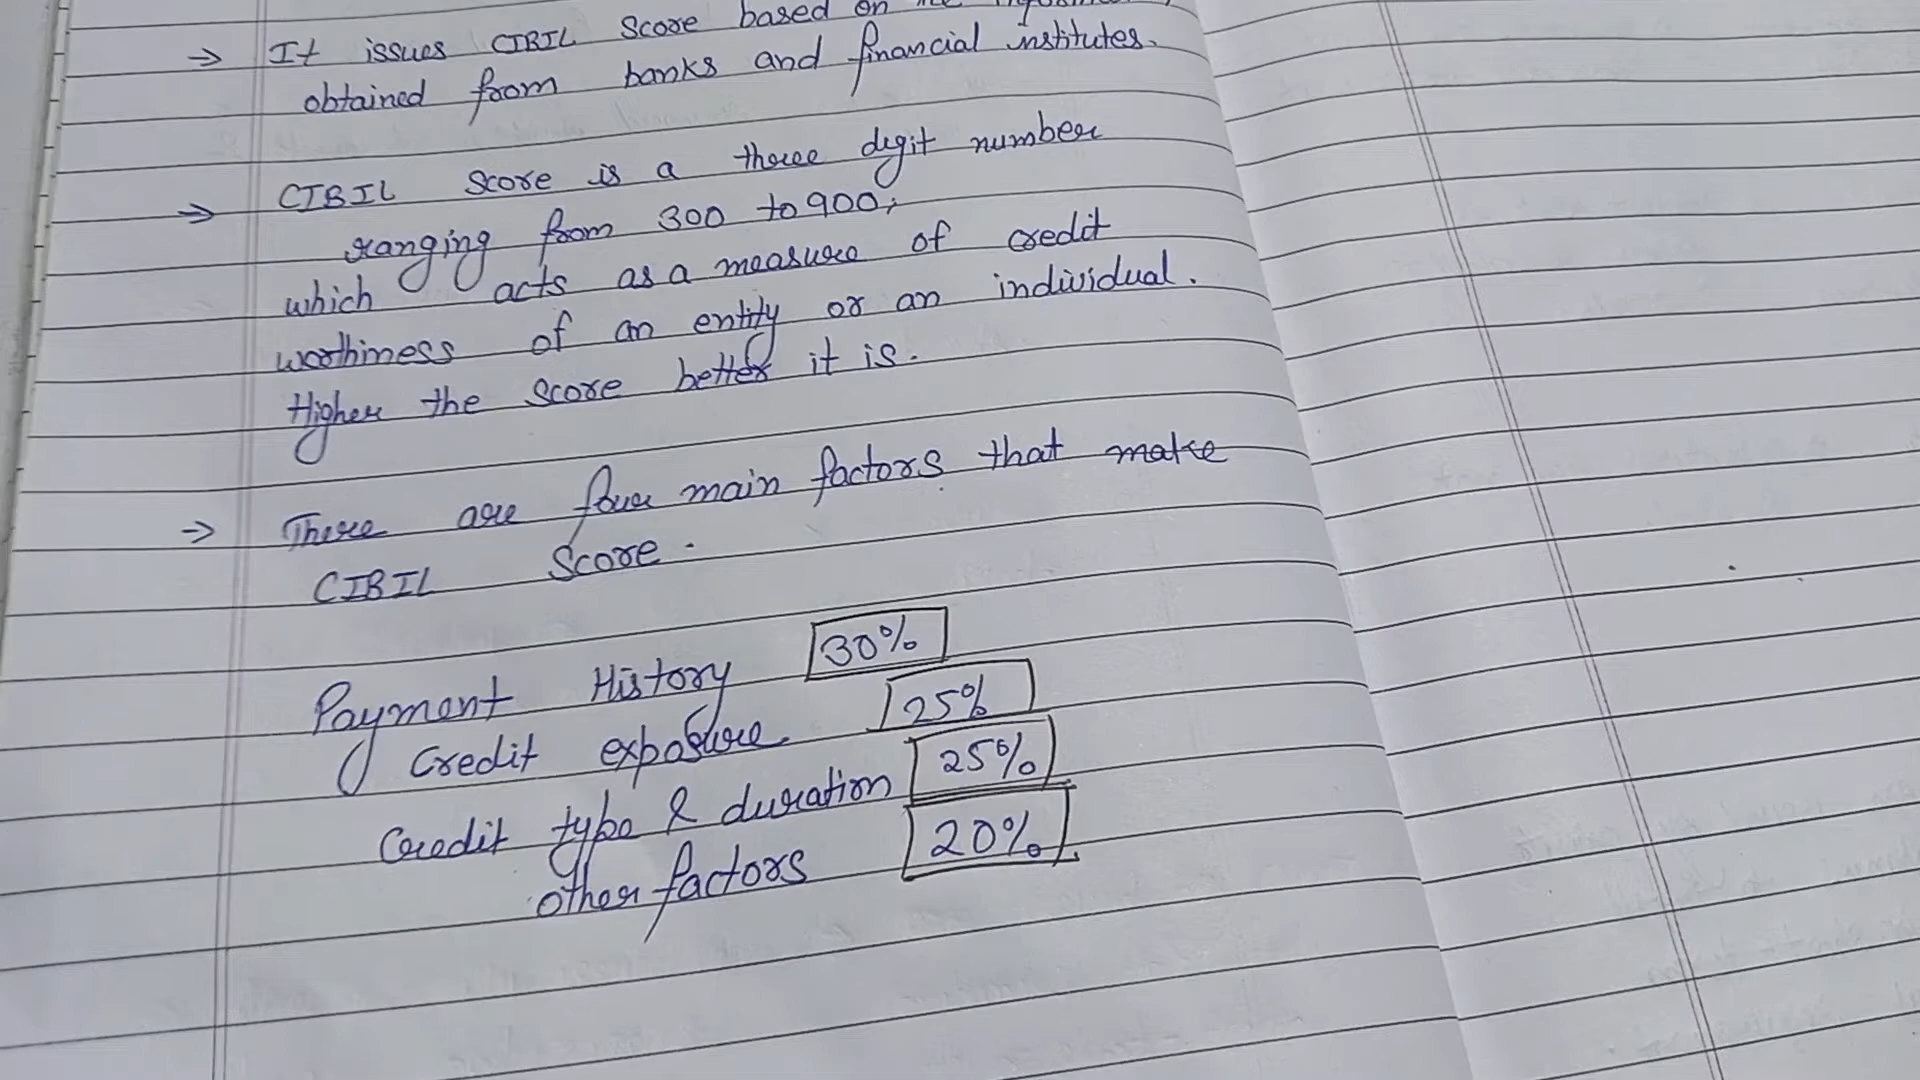 → It issues CIBIL Score based on the
obtained from banks and financial institutes.
→ CIBIL Score is a three digit number
ranging from 300 to 900,
which acts as a measure of credit
worthiness of an entity or an individual.
Higher the Score better it is.
→ There are four main factors that make
CIBIL Score.
Payment History 30%
Credit exposure 25%
Credit type & duration 25%
other factors 20%